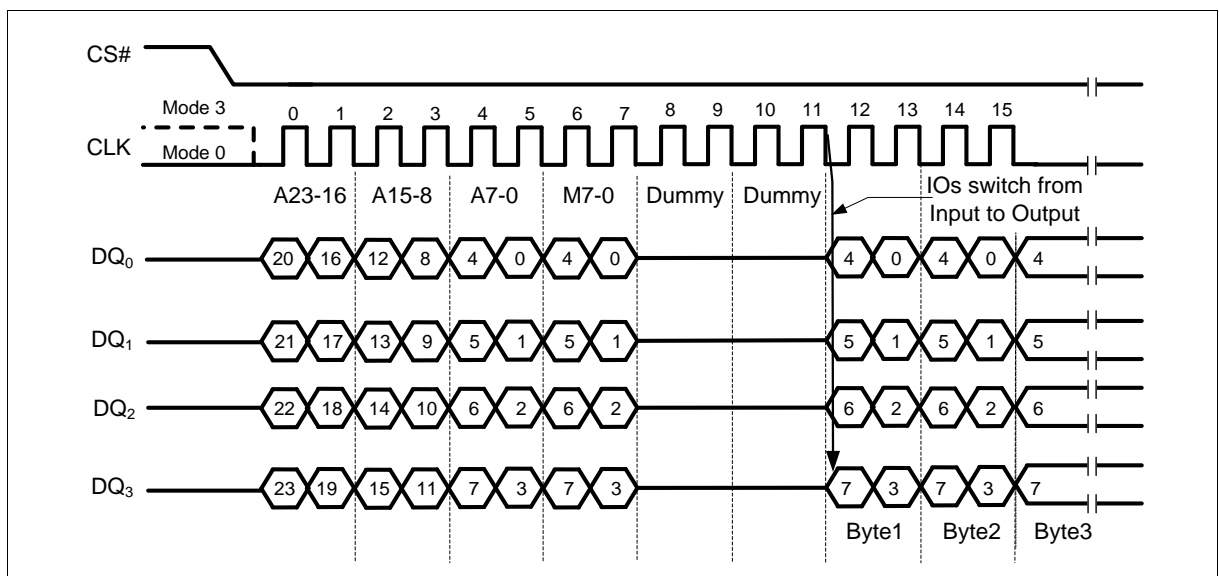 CS#
Mode 3
0 1 2 3 4 5 6 7 8 9 10 11 12 13 14 15
CLK
Mode 0
A23-16 A15-8 A7-0 M7-0 Dummy Dummy
IOs switch from
Input to Output
DQ0 20 16 12 8 4 0 4 0 4 0 4 0 4
DQ1 21 17 13 9 5 1 5 1 5 1 5 1 5
DQ2 22 18 14 10 6 2 6 2 6 2 6 2 6
DQ3 23 19 15 11 7 3 7 3 7 3 7 3 7
Byte1 Byte2 Byte3